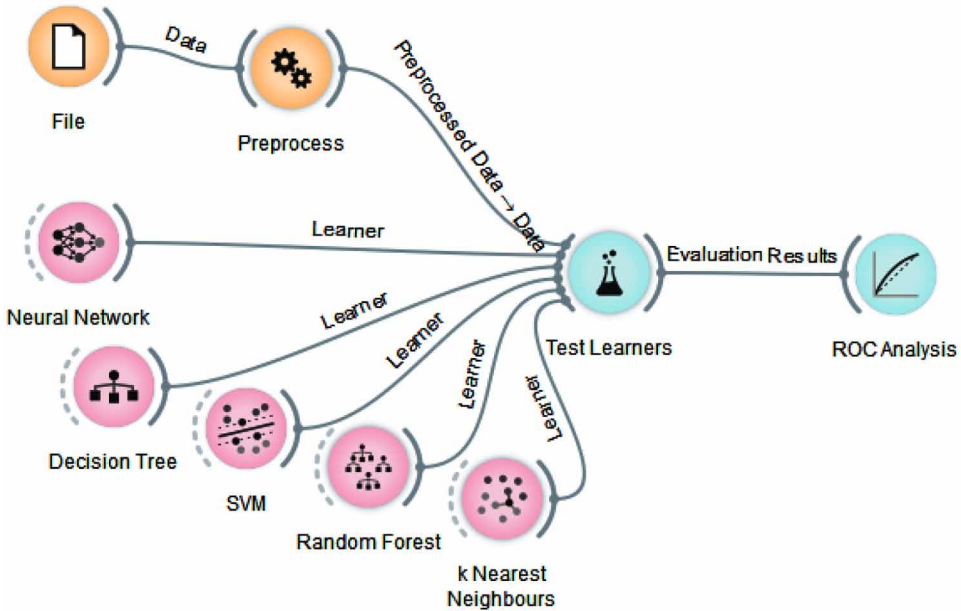 Data
File
Preprocess
Preprocessed Data → Data
Neural Network
Learner
Decision Tree
Learner
SVM
Learner
Random Forest
Learner
k Nearest
Neighbours
Learner
Test Learners
Evaluation Results
ROC Analysis